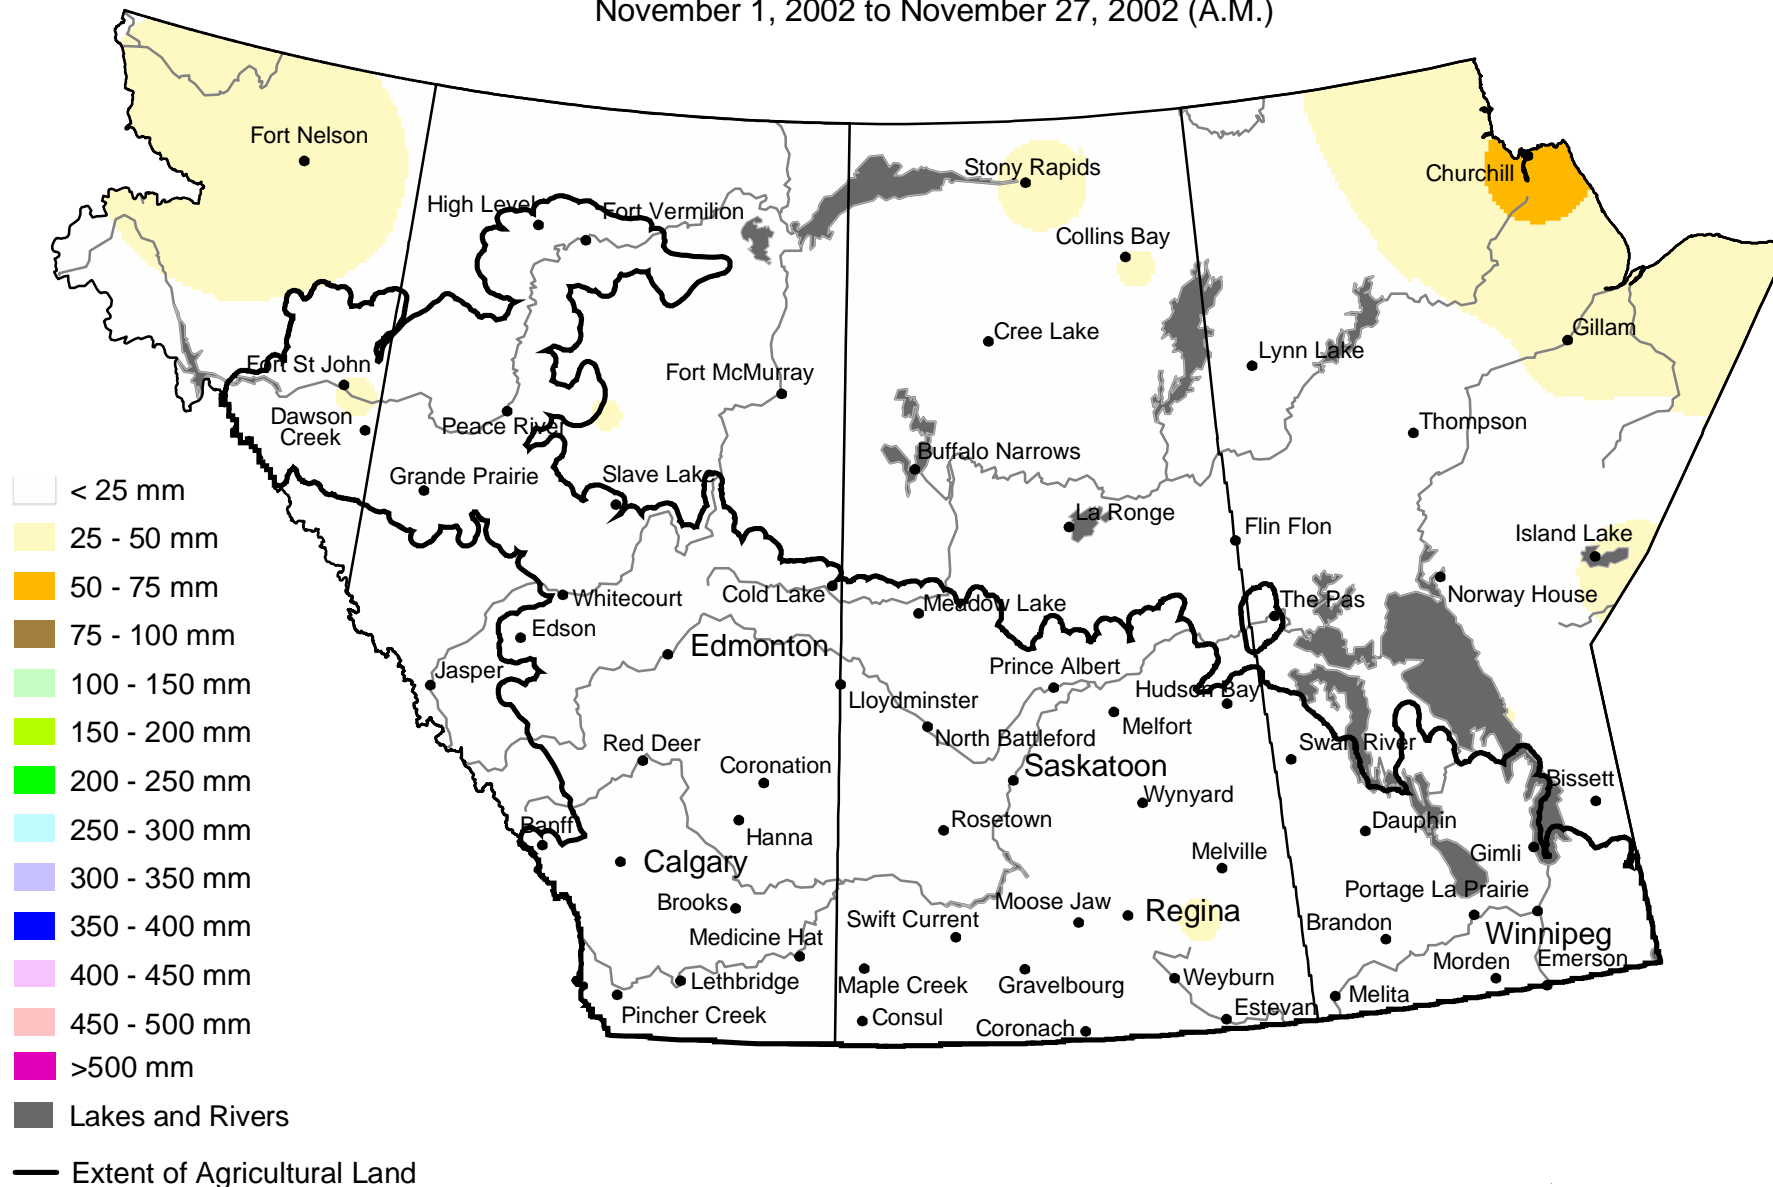 November 1, 2002 to November 27, 2002 (A.M.)
Fort Nelson
Stony Rapids
Churchill
High Level
Fort Vermilion
Collins Bay
Gillam
Cree Lake
Lynn Lake
Fort St John
Fort McMurray
Dawson
Creek
Peace River
Thompson
Buffalo Narrows
Grande Prairie
Slave Lake
La Ronge
Flin Flon
Island Lake
Whitecourt
Cold Lake
Meadow Lake
The Pas
Norway House
Edson
Edmonton
Jasper
Prince Albert
Hudson Bay
Lloydminster
Melfort
North Battleford
Red Deer
Coronation
Saskatoon
Swan River
Bissett
Wynyard
Banff
Hanna
Rosetown
Dauphin
Calgary
Melville
Gimli
Brooks
Moose Jaw
Portage La Prairie
Swift Current
Regina
Brandon
Medicine Hat
Winnipeg
Lethbridge
Maple Creek
Gravelbourg
Weyburn
Morden
Emerson
Pincher Creek
Consul
Coronach
Estevan
Melita
< 25 mm
25 - 50 mm
50 - 75 mm
75 - 100 mm
100 - 150 mm
150 - 200 mm
200 - 250 mm
250 - 300 mm
300 - 350 mm
350 - 400 mm
400 - 450 mm
450 - 500 mm
>500 mm
Lakes and Rivers
Extent of Agricultural Land